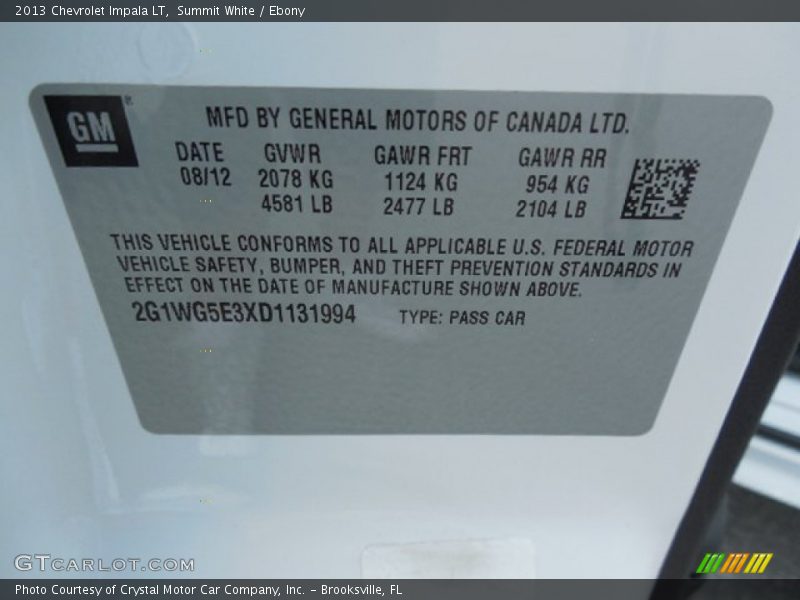 2013 Chevrolet Impala LT, Summit White / Ebony
GM®
MFD BY GENERAL MOTORS OF CANADA LTD.
DATE GVWR GAWR FRT GAWR RR
08/12 2078 KG 1124 KG 954 KG
4581 LB 2477 LB 2104 LB
THIS VEHICLE CONFORMS TO ALL APPLICABLE U.S. FEDERAL MOTOR
VEHICLE SAFETY, BUMPER, AND THEFT PREVENTION STANDARDS IN
EFFECT ON THE DATE OF MANUFACTURE SHOWN ABOVE.
2G1WG5E3XD1131994 TYPE: PASS CAR
GTCARLOT.COM
Photo Courtesy of Crystal Motor Car Company, Inc. – Brooksville, FL